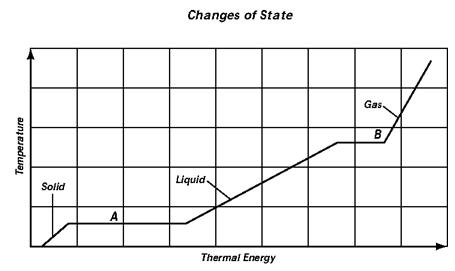 Changes of State
Temperature
Gas
B
Liquid
Solid
A
Thermal Energy